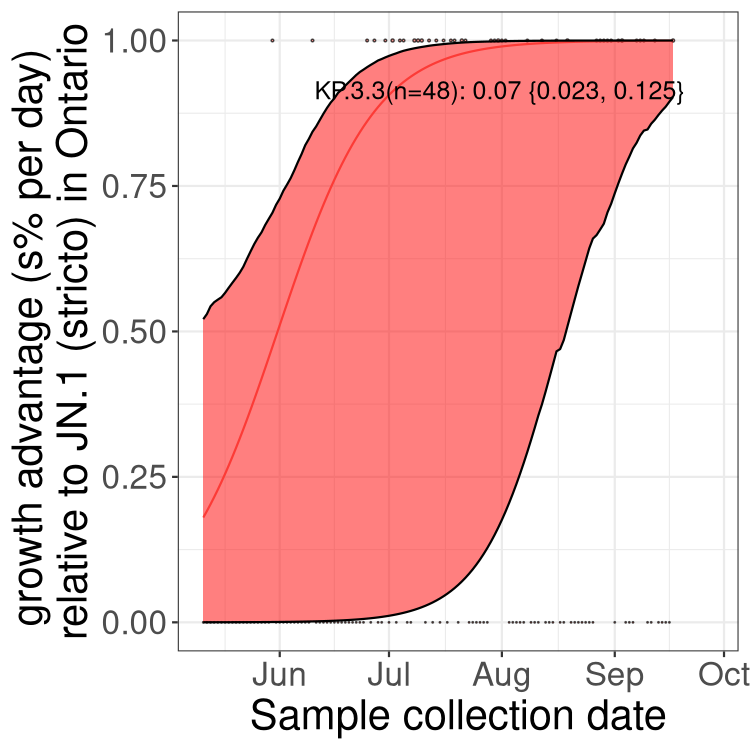 growth advantage (s% per day)
relative to JN.1 (stricto) in Ontario
1.00
0.75
0.50
0.25
0.00
KP.3.3(n=48): 0.07 {0.023, 0.125}
Jun Jul Aug Sep Oct
Sample collection date